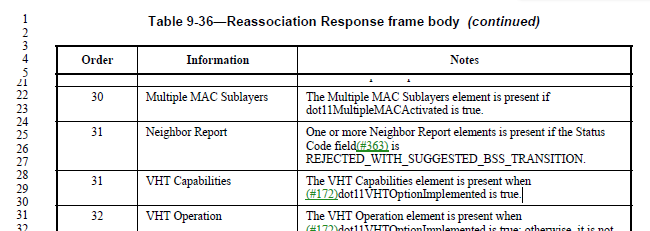 1
2
3
4
5
21
22
23
24
25
26
27
28
29
30
31
32
Table 9-36—Reassociation Response frame body (continued)
Order Information Notes
30 Multiple MAC Sublayers The Multiple MAC Sublayers element is present if
dot11MultipleMACActivated is true.
31 Neighbor Report One or more Neighbor Report elements is present if the Status
Code field(#363) is
REJECTED_WITH_SUGGESTED_BSS_TRANSITION.
31 VHT Capabilities The VHT Capabilities element is present when
(#172)dot11VHTOptionImplemented is true.
32 VHT Operation The VHT Operation element is present when
(#172)dot11VHTOptionImplemented is true; otherwise, it is not